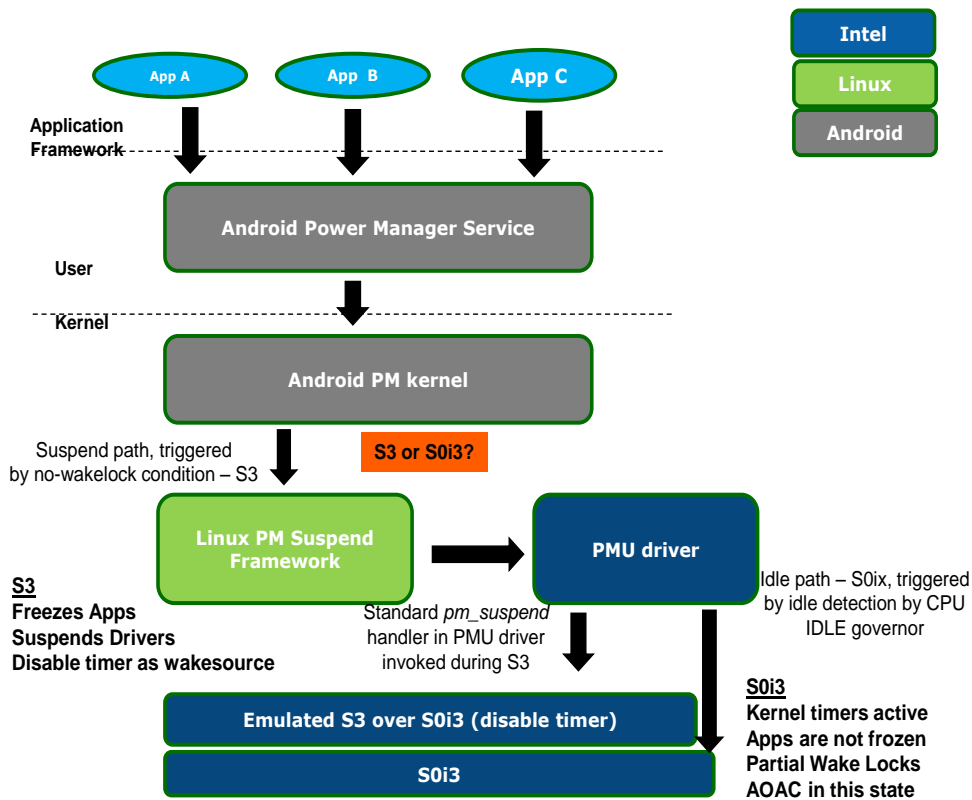 Intel
Linux
Android
App A
App B
App C
Application
Framework
Android Power Manager Service
User
Kernel
Android PM kernel
Suspend path, triggered
by no-wakelock condition – S3
S3 or S0i3?
Linux PM Suspend
Framework
PMU driver
S3
Freezes Apps
Suspends Drivers
Disable timer as wakesource
Standard pm_suspend
handler in PMU driver
invoked during S3
Idle path – S0ix, triggered
by idle detection by CPU
IDLE governor
S0i3
Kernel timers active
Apps are not frozen
Partial Wake Locks
AOAC in this state
Emulated S3 over S0i3 (disable timer)
S0i3